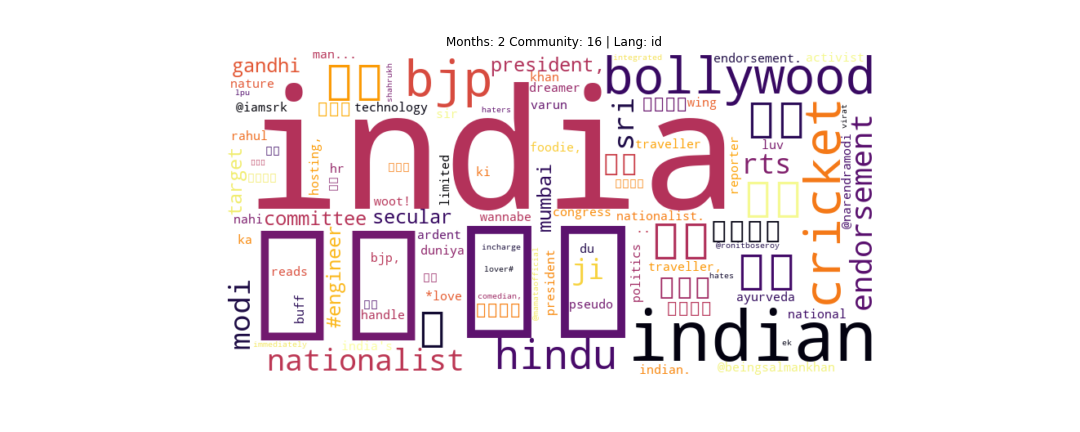 Months: 2 Community: 16 | Lang: id
man...
integrated
gandhi
president,
endorsement.
activist
nature
bjp
khan
bollywood
lpu
shahrukh
dreamer
@iamsrk
technology
sir
haters
varun
sri
wing
virat
india
rahul
hosting,
hr
limited
ki
foodie,
traveller
reporter
luv
rts
cricket
target
woot!
mumbai
@narendramodi
endorsement
nahi
committee
secular
wannabe
congress
nationalist.
ka
#engineer
ardent
duniya
incharge
du
..
@ronitboseroy
reads
bjp,
lover#
ji
president
politics
traveller,
hates
modi
buff
handle
*love
comedian,
pseudo
ayurveda
national
immediately
nationalist
hindu
indian
ek
indian.
@beingsalmankhan